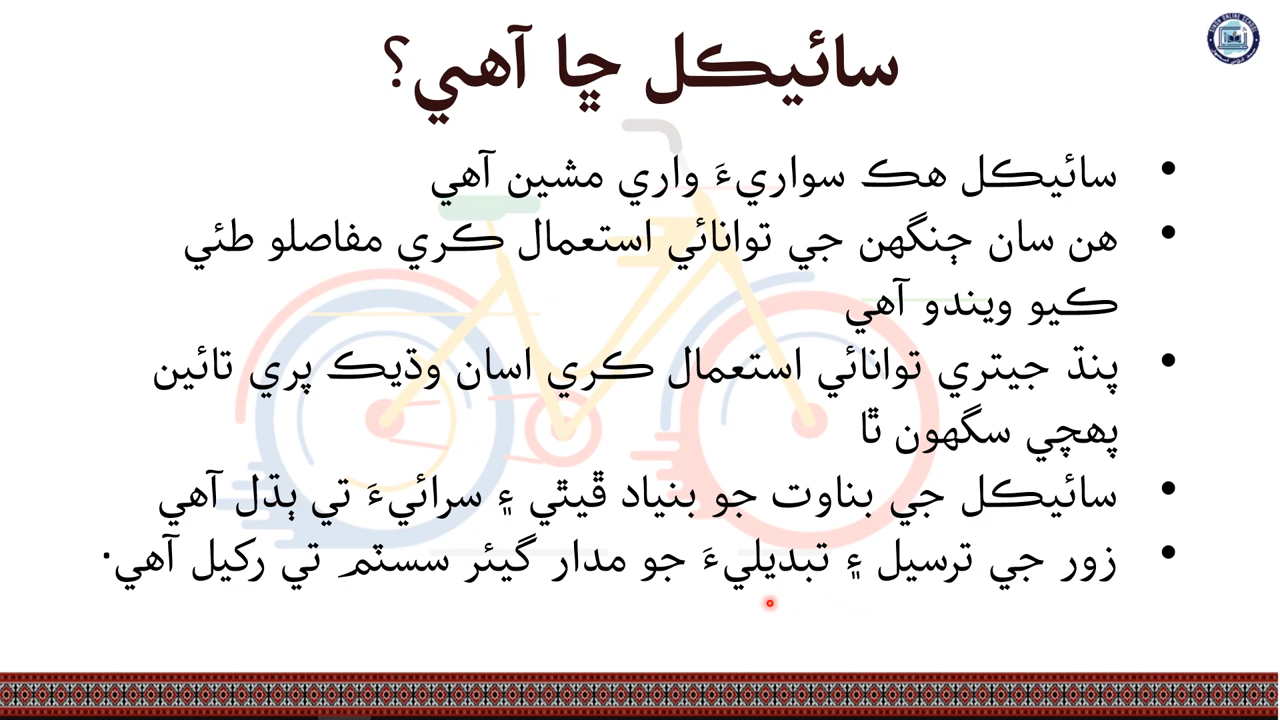 سائيڪل ڇا آهي؟
سائيڪل هڪ سواريءَ واري مشين آهي
هن سان ڄنگهن جي توانائي استعمال ڪري مفاصلو طئي
ڪيو ويندو آهي
پنڌ جيتري توانائي استعمال ڪري اسان وڌيڪ پري تائين
پهچي سگهون ٿا
سائيڪل جي بناوت جو بنياد ڦيٿي ۽ سرائيءَ تي ٻڌل آهي
زور جي ترسيل ۽ تبديليءَ جو مدار گيئر سسٽم تي رکيل آهي.